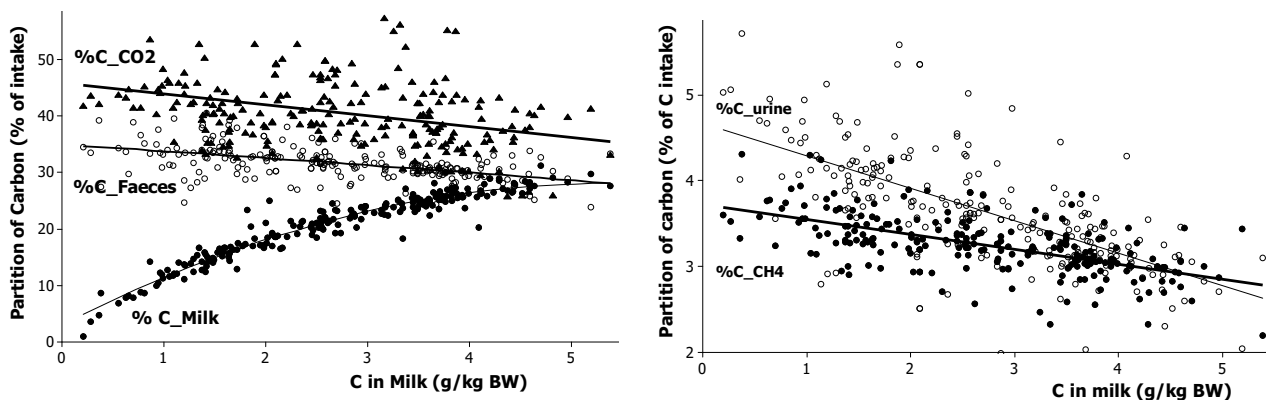 Partition of Carbon (% of intake)
50
40
30
20
10
0
%C_CO2
%C_Faeces
% C_Milk
0 1 2 3 4 5
C in Milk (g/kg BW)
Partition of carbon (% of C intake)
5
4
3
2
%C_urine
%C_CH4
0 1 2 3 4 5
C in milk (g/kg BW)